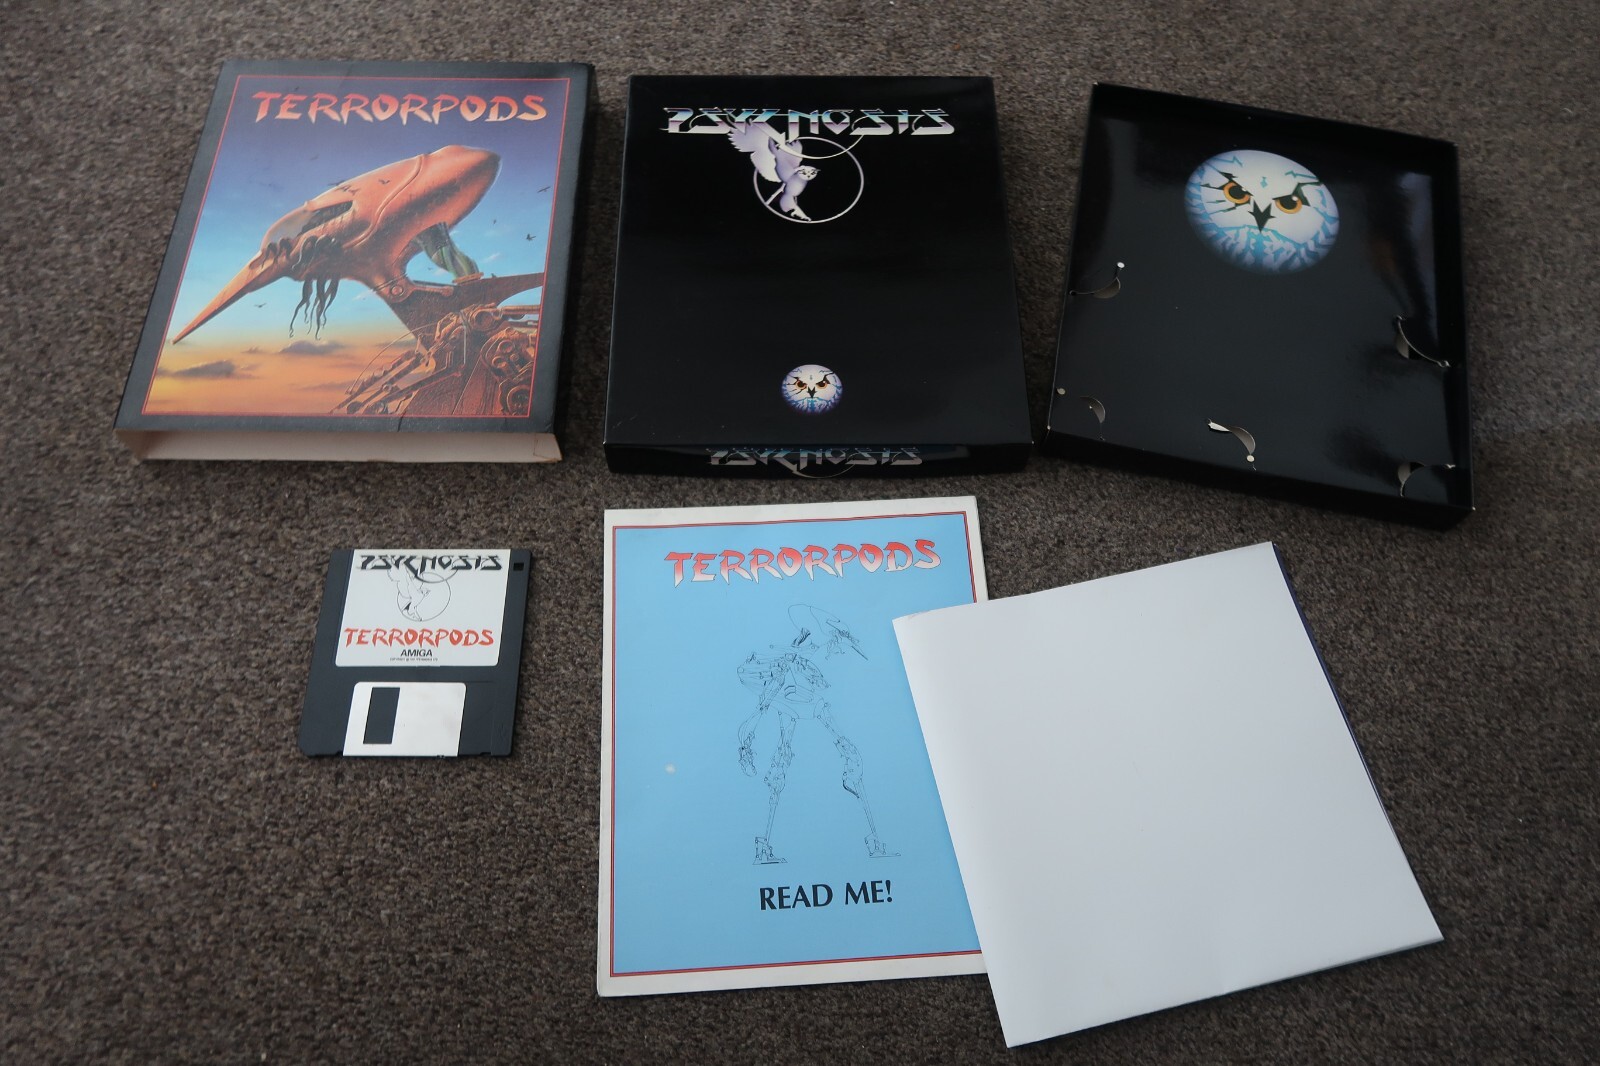 TERRORPODS
PSYGNOSIS
PSYGNOSIS
PSYGNOSIS
TERRORPODS
AMIGA
TERRORPODS
READ ME!